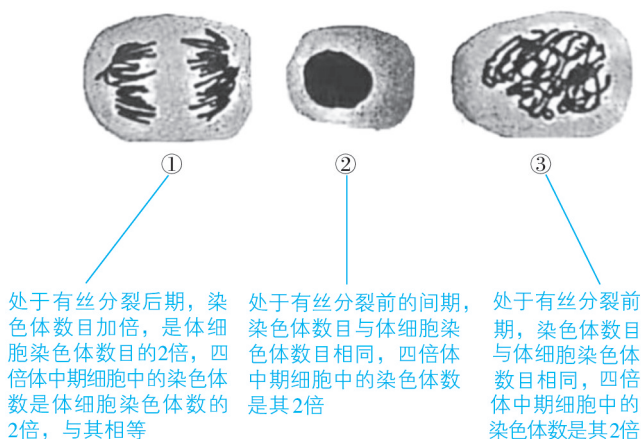 ①
②
③
处于有丝分裂后期，染
色体数目加倍，是体细
胞染色体数目的2倍，四
倍体中期细胞中的染色体
数是体细胞染色体数的
2倍，与其相等
处于有丝分裂前的间期，
染色体数目与体细胞染
色体数目相同，四倍体
中期细胞中的染色体数
是其2倍
处于有丝分裂前
期，染色体数目
与体细胞染色体
数目相同，四倍
体中期细胞中的
染色体数是其2倍